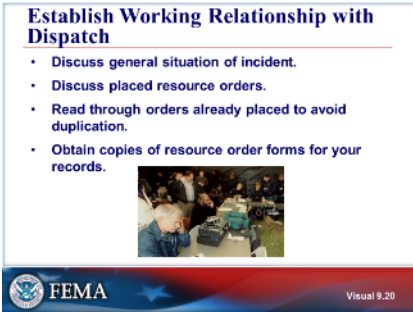 Establish Working Relationship with
Dispatch
• Discuss general situation of incident.
• Discuss placed resource orders.
• Read through orders already placed to avoid
duplication.
• Obtain copies of resource order forms for your
records.
FEMA
Visual 9.20